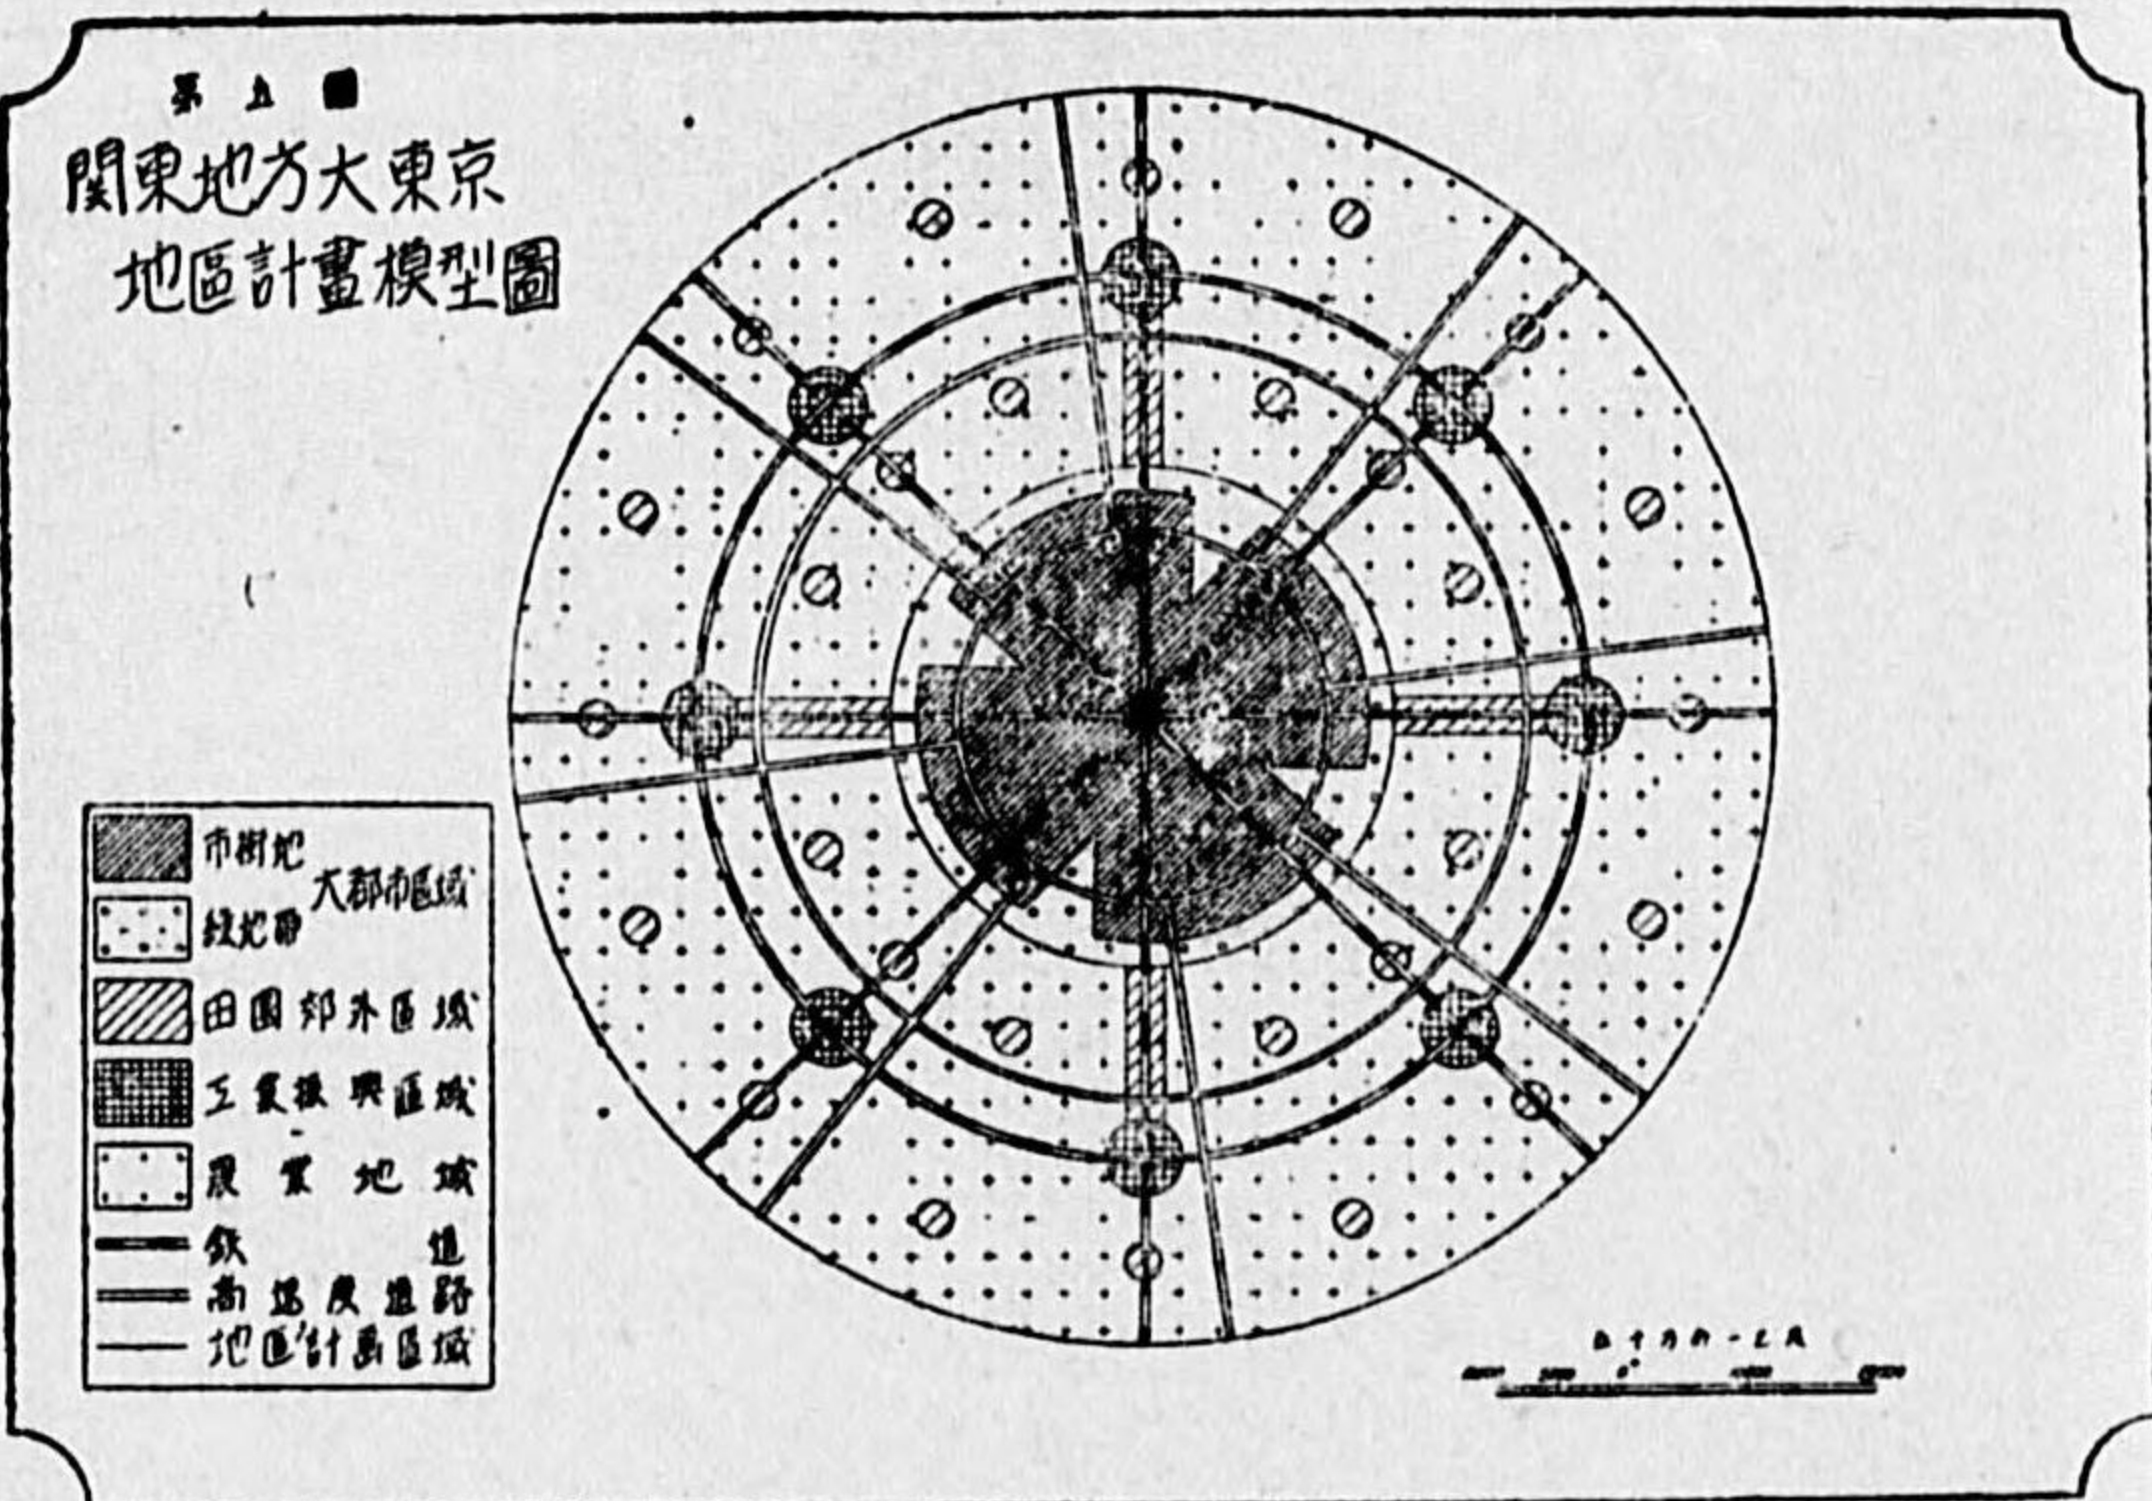 第五圖
関東地方大東京
地區計畫模型圖
市街地
大都市區域
緑地帯
田園郊外區域
工業振興區域
農業地域
鉄道
高速度道路
地區計画區域